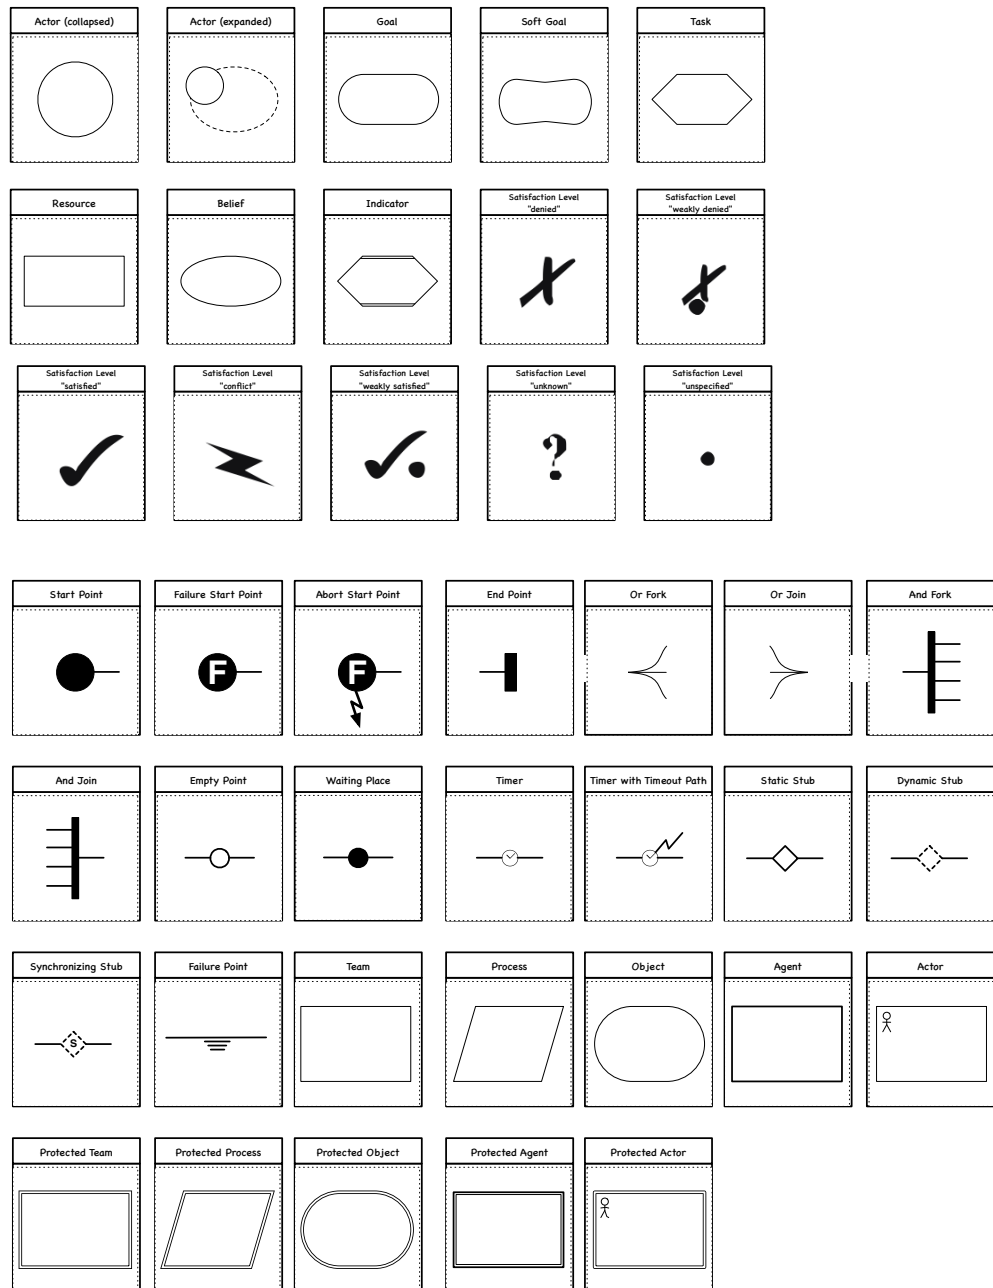 Actor (collapsed)
Actor (expanded)
Goal
Soft Goal
Task
Resource
Belief
Indicator
Satisfaction Level
"denied"
Satisfaction Level
"weakly denied"
Satisfaction Level
"satisfied"
Satisfaction Level
"conflict"
Satisfaction Level
"weakly satisfied"
Satisfaction Level
"unknown"
Satisfaction Level
"unspecified"
Start Point
Failure Start Point
Abort Start Point
End Point
Or Fork
Or Join
And Fork
F
F
And Join
Empty Point
Waiting Place
Timer
Timer with Timeout Path
Static Stub
Dynamic Stub
Synchronizing Stub
Failure Point
Team
Process
Object
Agent
Actor
S
Protected Team
Protected Process
Protected Object
Protected Agent
Protected Actor